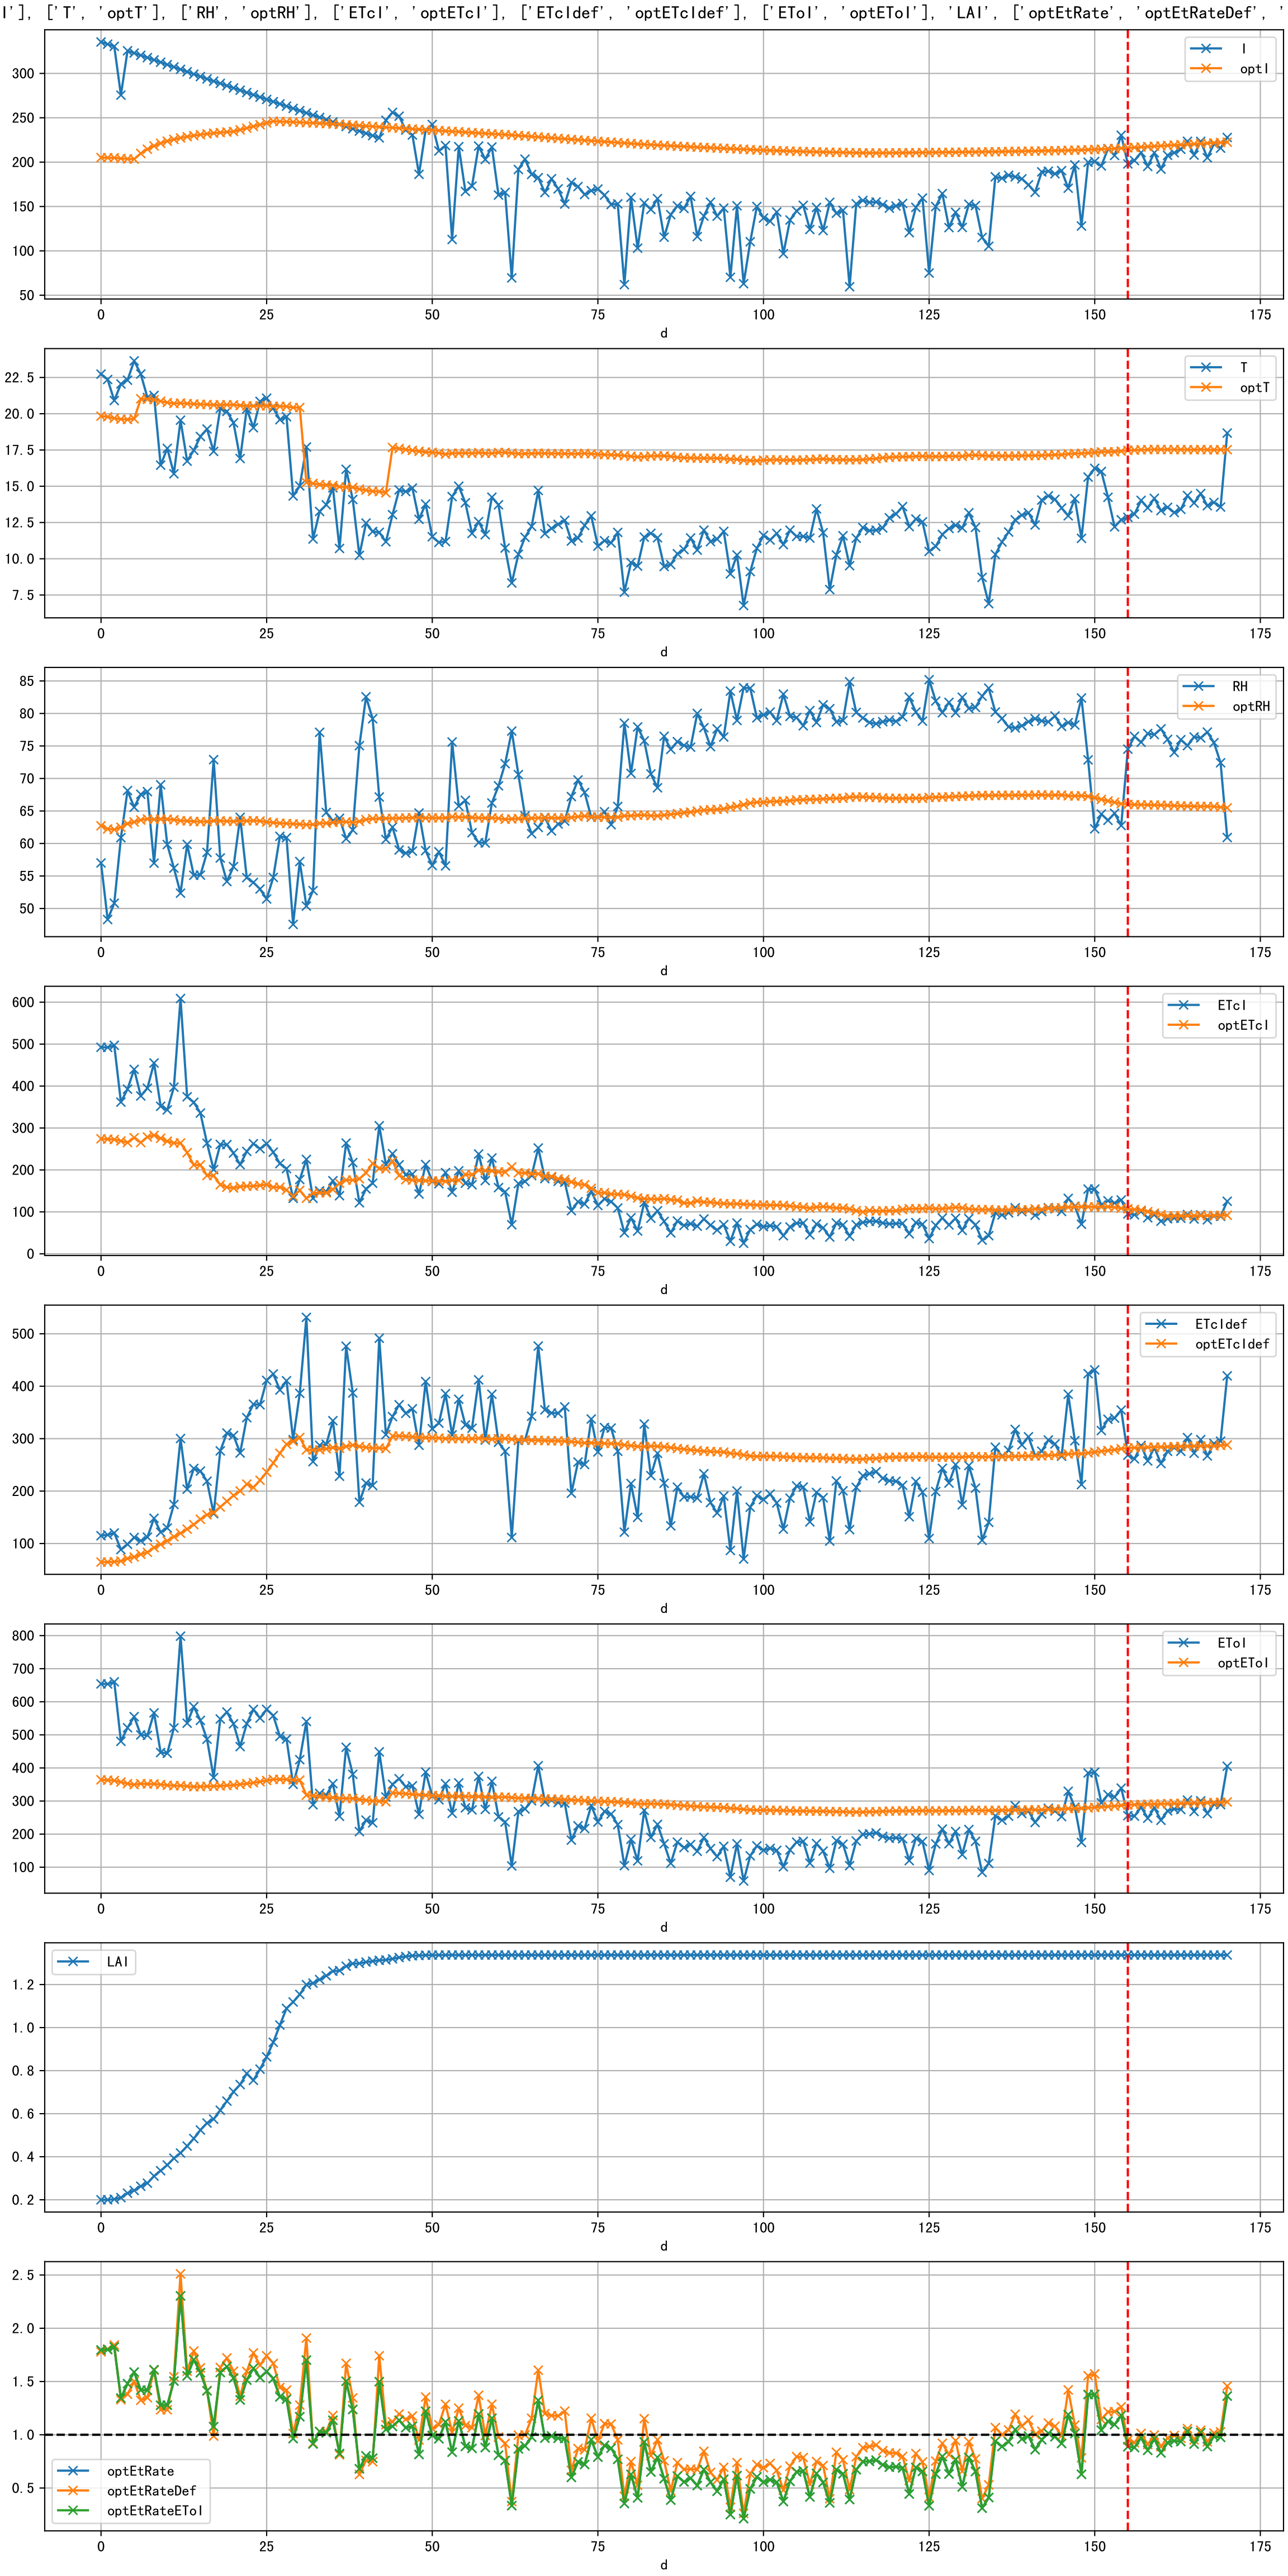 I'], ['T', 'optT'], ['RH', 'optRH'], ['ETcI', 'optETcI'], ['ETcIdef', 'optETcIdef'], ['EToI', 'optEToI'], 'LAI', ['optEtRate', 'optEtRateDef', '
I
optI
300
250
200
150
100
50
0 25 50 75 100 125 150 175
d
T
optT
22.5
20.0
17.5
15.0
12.5
10.0
7.5
0 25 50 75 100 125 150 175
d
RH
optRH
85
80
75
70
65
60
55
50
0 25 50 75 100 125 150 175
d
ETcI
optETcI
600
500
400
300
200
100
0
0 25 50 75 100 125 150 175
d
ETcIdef
optETcIdef
500
400
300
200
100
0 25 50 75 100 125 150 175
d
EToI
optEToI
800
700
600
500
400
300
200
100
0 25 50 75 100 125 150 175
d
LAI
1.2
1.0
0.8
0.6
0.4
0.2
0 25 50 75 100 125 150 175
d
2.5
2.0
1.5
1.0
0.5
optEtRate
optEtRateDef
optEtRateEToI
0 25 50 75 100 125 150 175
d